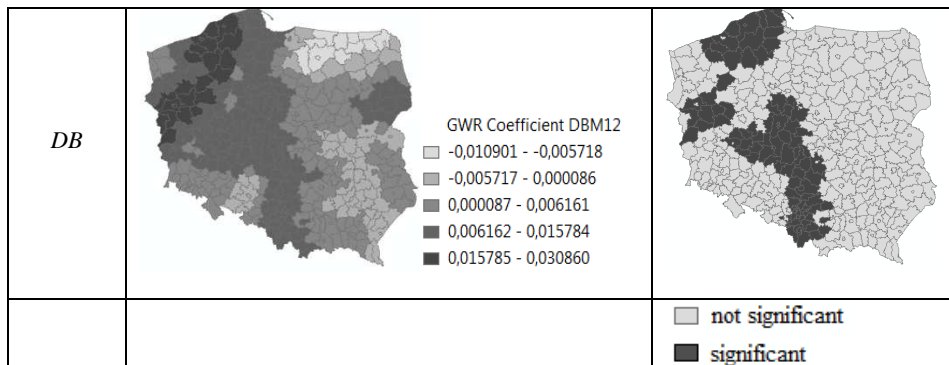 DB
GWR Coefficient DBM12
-0,010901 - -0,005718
-0,005717 - 0,000086
0,000087 - 0,006161
0,006162 - 0,015784
0,015785 - 0,030860
not significant
significant